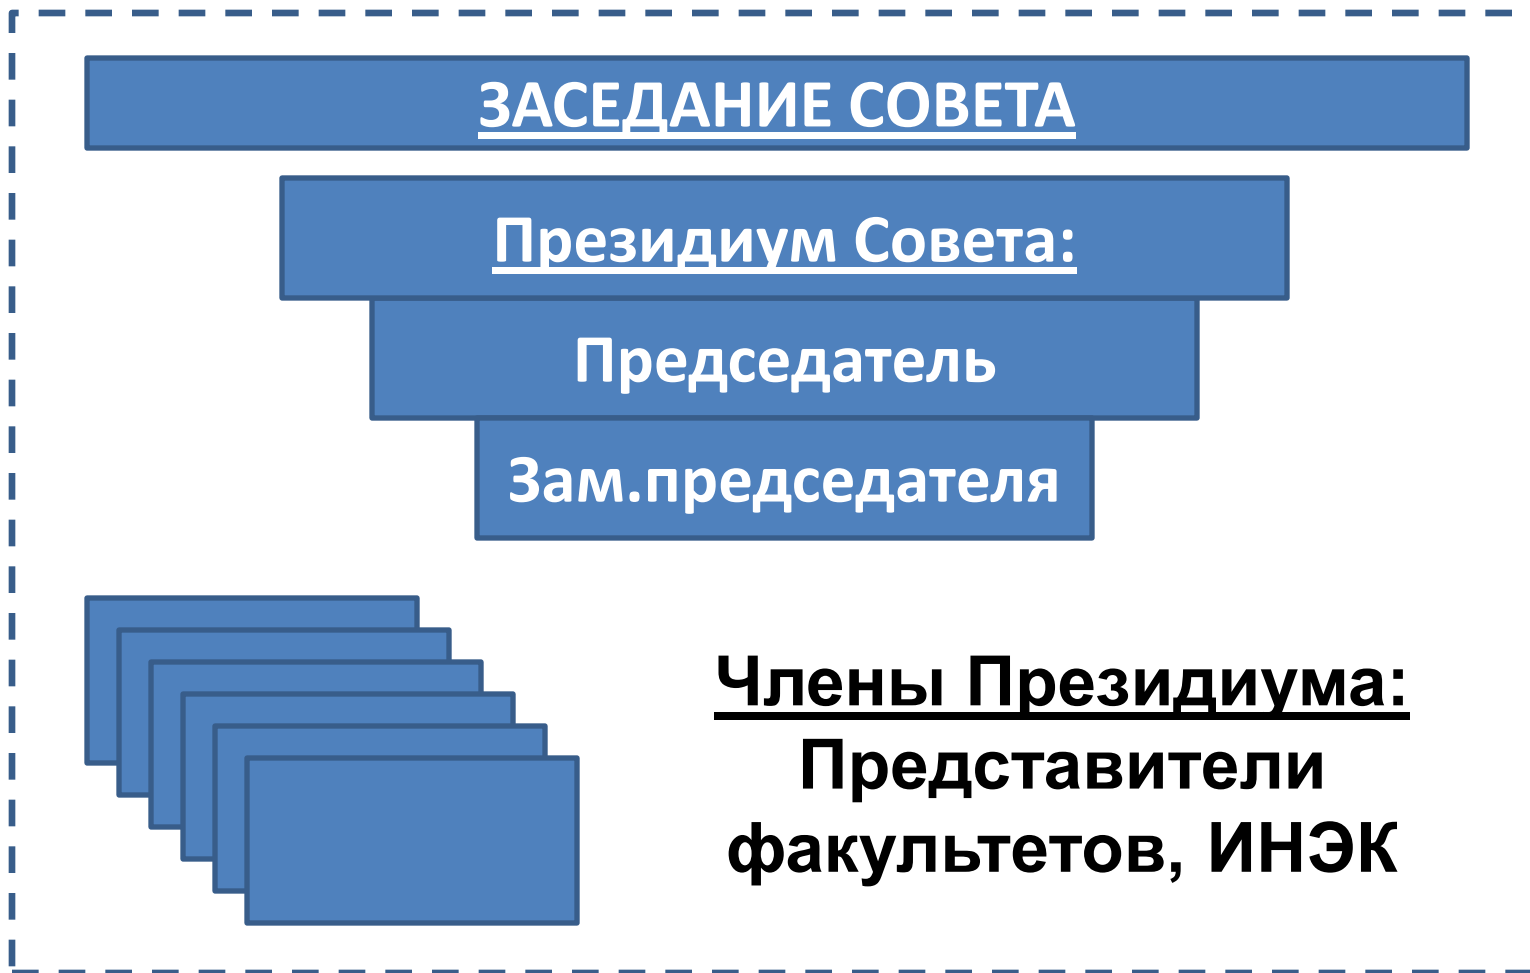 ЗАСЕДАНИЕ СОВЕТА
Президиум Совета:
Председатель
Зам.председателя
Члены Президиума:
Представители
факультетов, ИНЭК